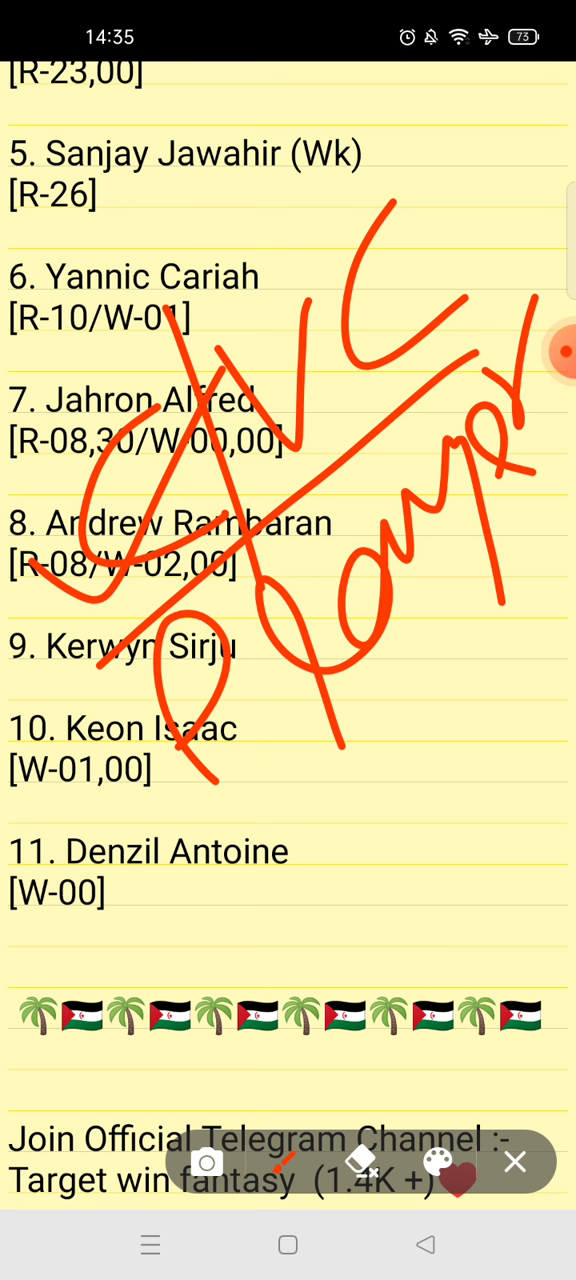 14:35
73
[R-23,00]
5. Sanjay Jawahir (Wk)
[R-26]
6. Yannic Cariah
[R-10/W-01]
7. Jahron Alfred
[R-08,30/W-00,00]
8. Andrew Rambaran
[R-08/W-02,00]
9. Kerwyn Sirju
10. Keon Isaac
[W-01,00]
11. Denzil Antoine
[W-00]
Join Official Telegram Channel :-
Target win fantasy (1.4K +)